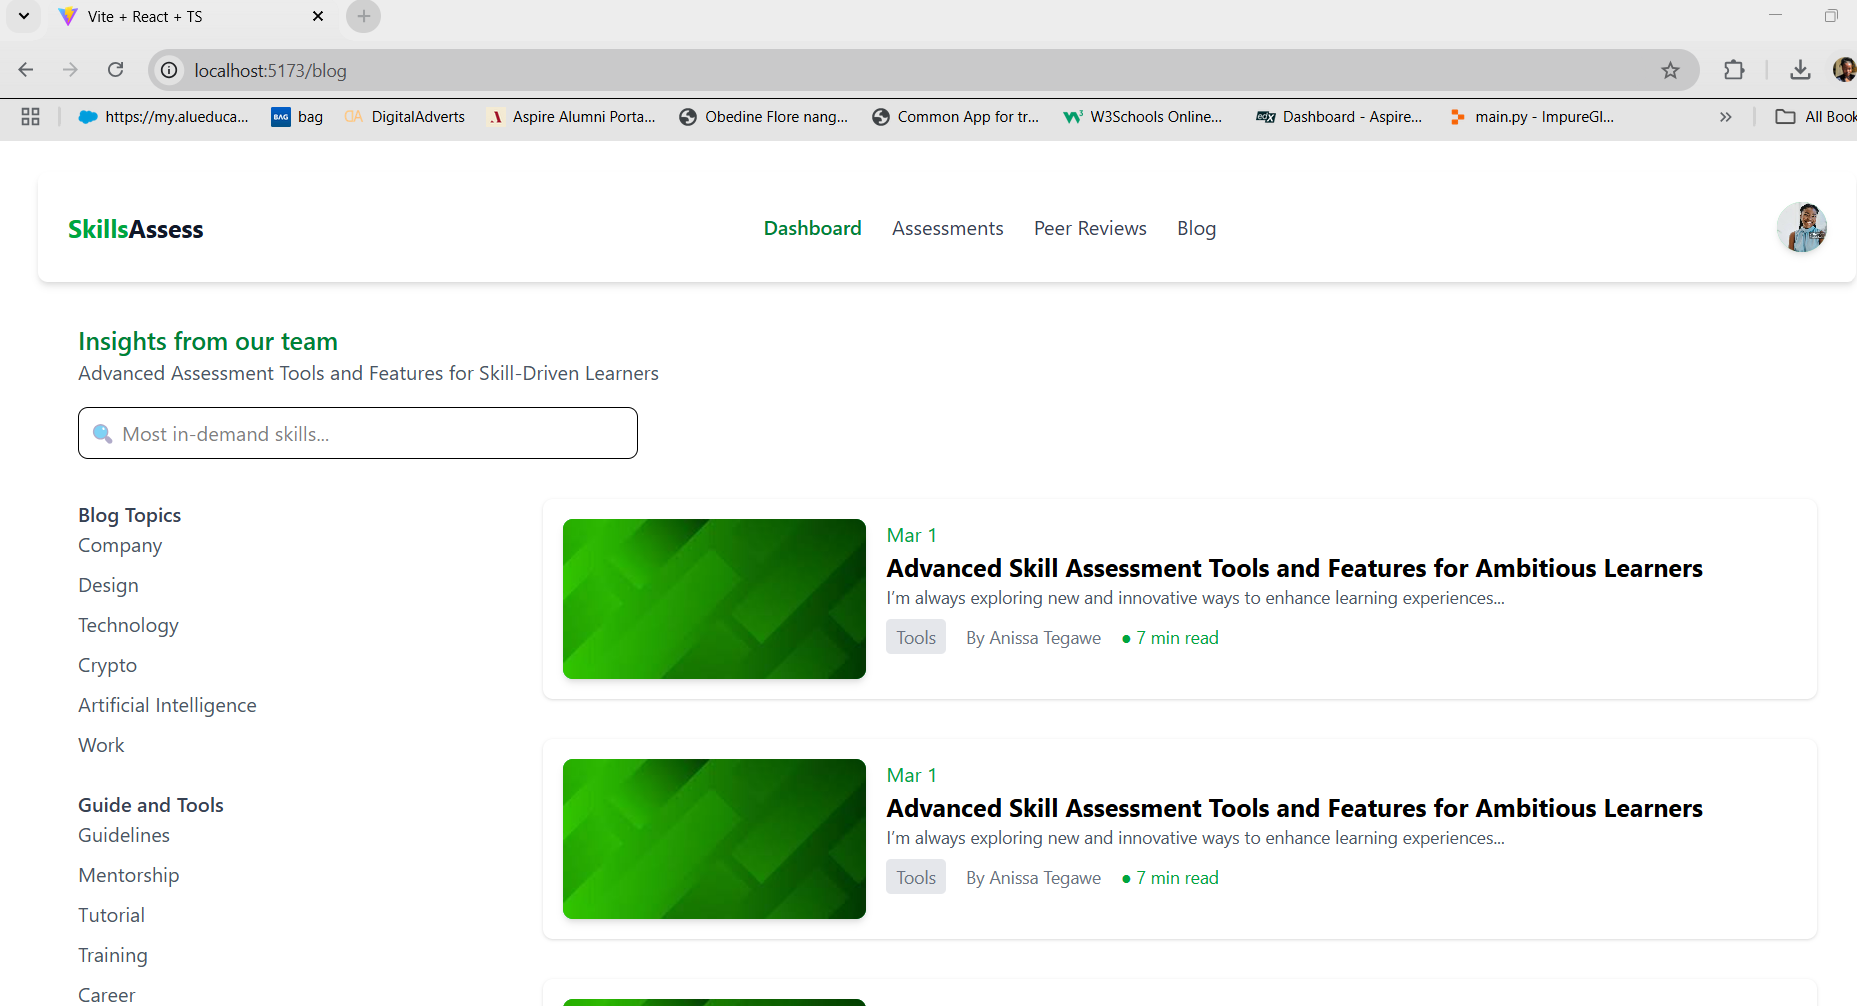 Vite + React + TS
localhost:5173/blog
https://my.alueduca...
BAG bag
DA DigitalAdverts
A Aspire Alumni Porta...
Obedine Flore nang...
Common App for tr...
W3Schools Online...
edX Dashboard - Aspire...
main.py - ImpureGl...
All Book
SkillsAssess
Dashboard Assessments Peer Reviews Blog
Insights from our team
Advanced Assessment Tools and Features for Skill-Driven Learners
Most in-demand skills...
Blog Topics
Company
Design
Technology
Crypto
Artificial Intelligence
Work
Guide and Tools
Guidelines
Mentorship
Tutorial
Training
Career
Mar 1
Advanced Skill Assessment Tools and Features for Ambitious Learners
I’m always exploring new and innovative ways to enhance learning experiences...
Tools By Anissa Tegawe ● 7 min read
Mar 1
Advanced Skill Assessment Tools and Features for Ambitious Learners
I’m always exploring new and innovative ways to enhance learning experiences...
Tools By Anissa Tegawe ● 7 min read